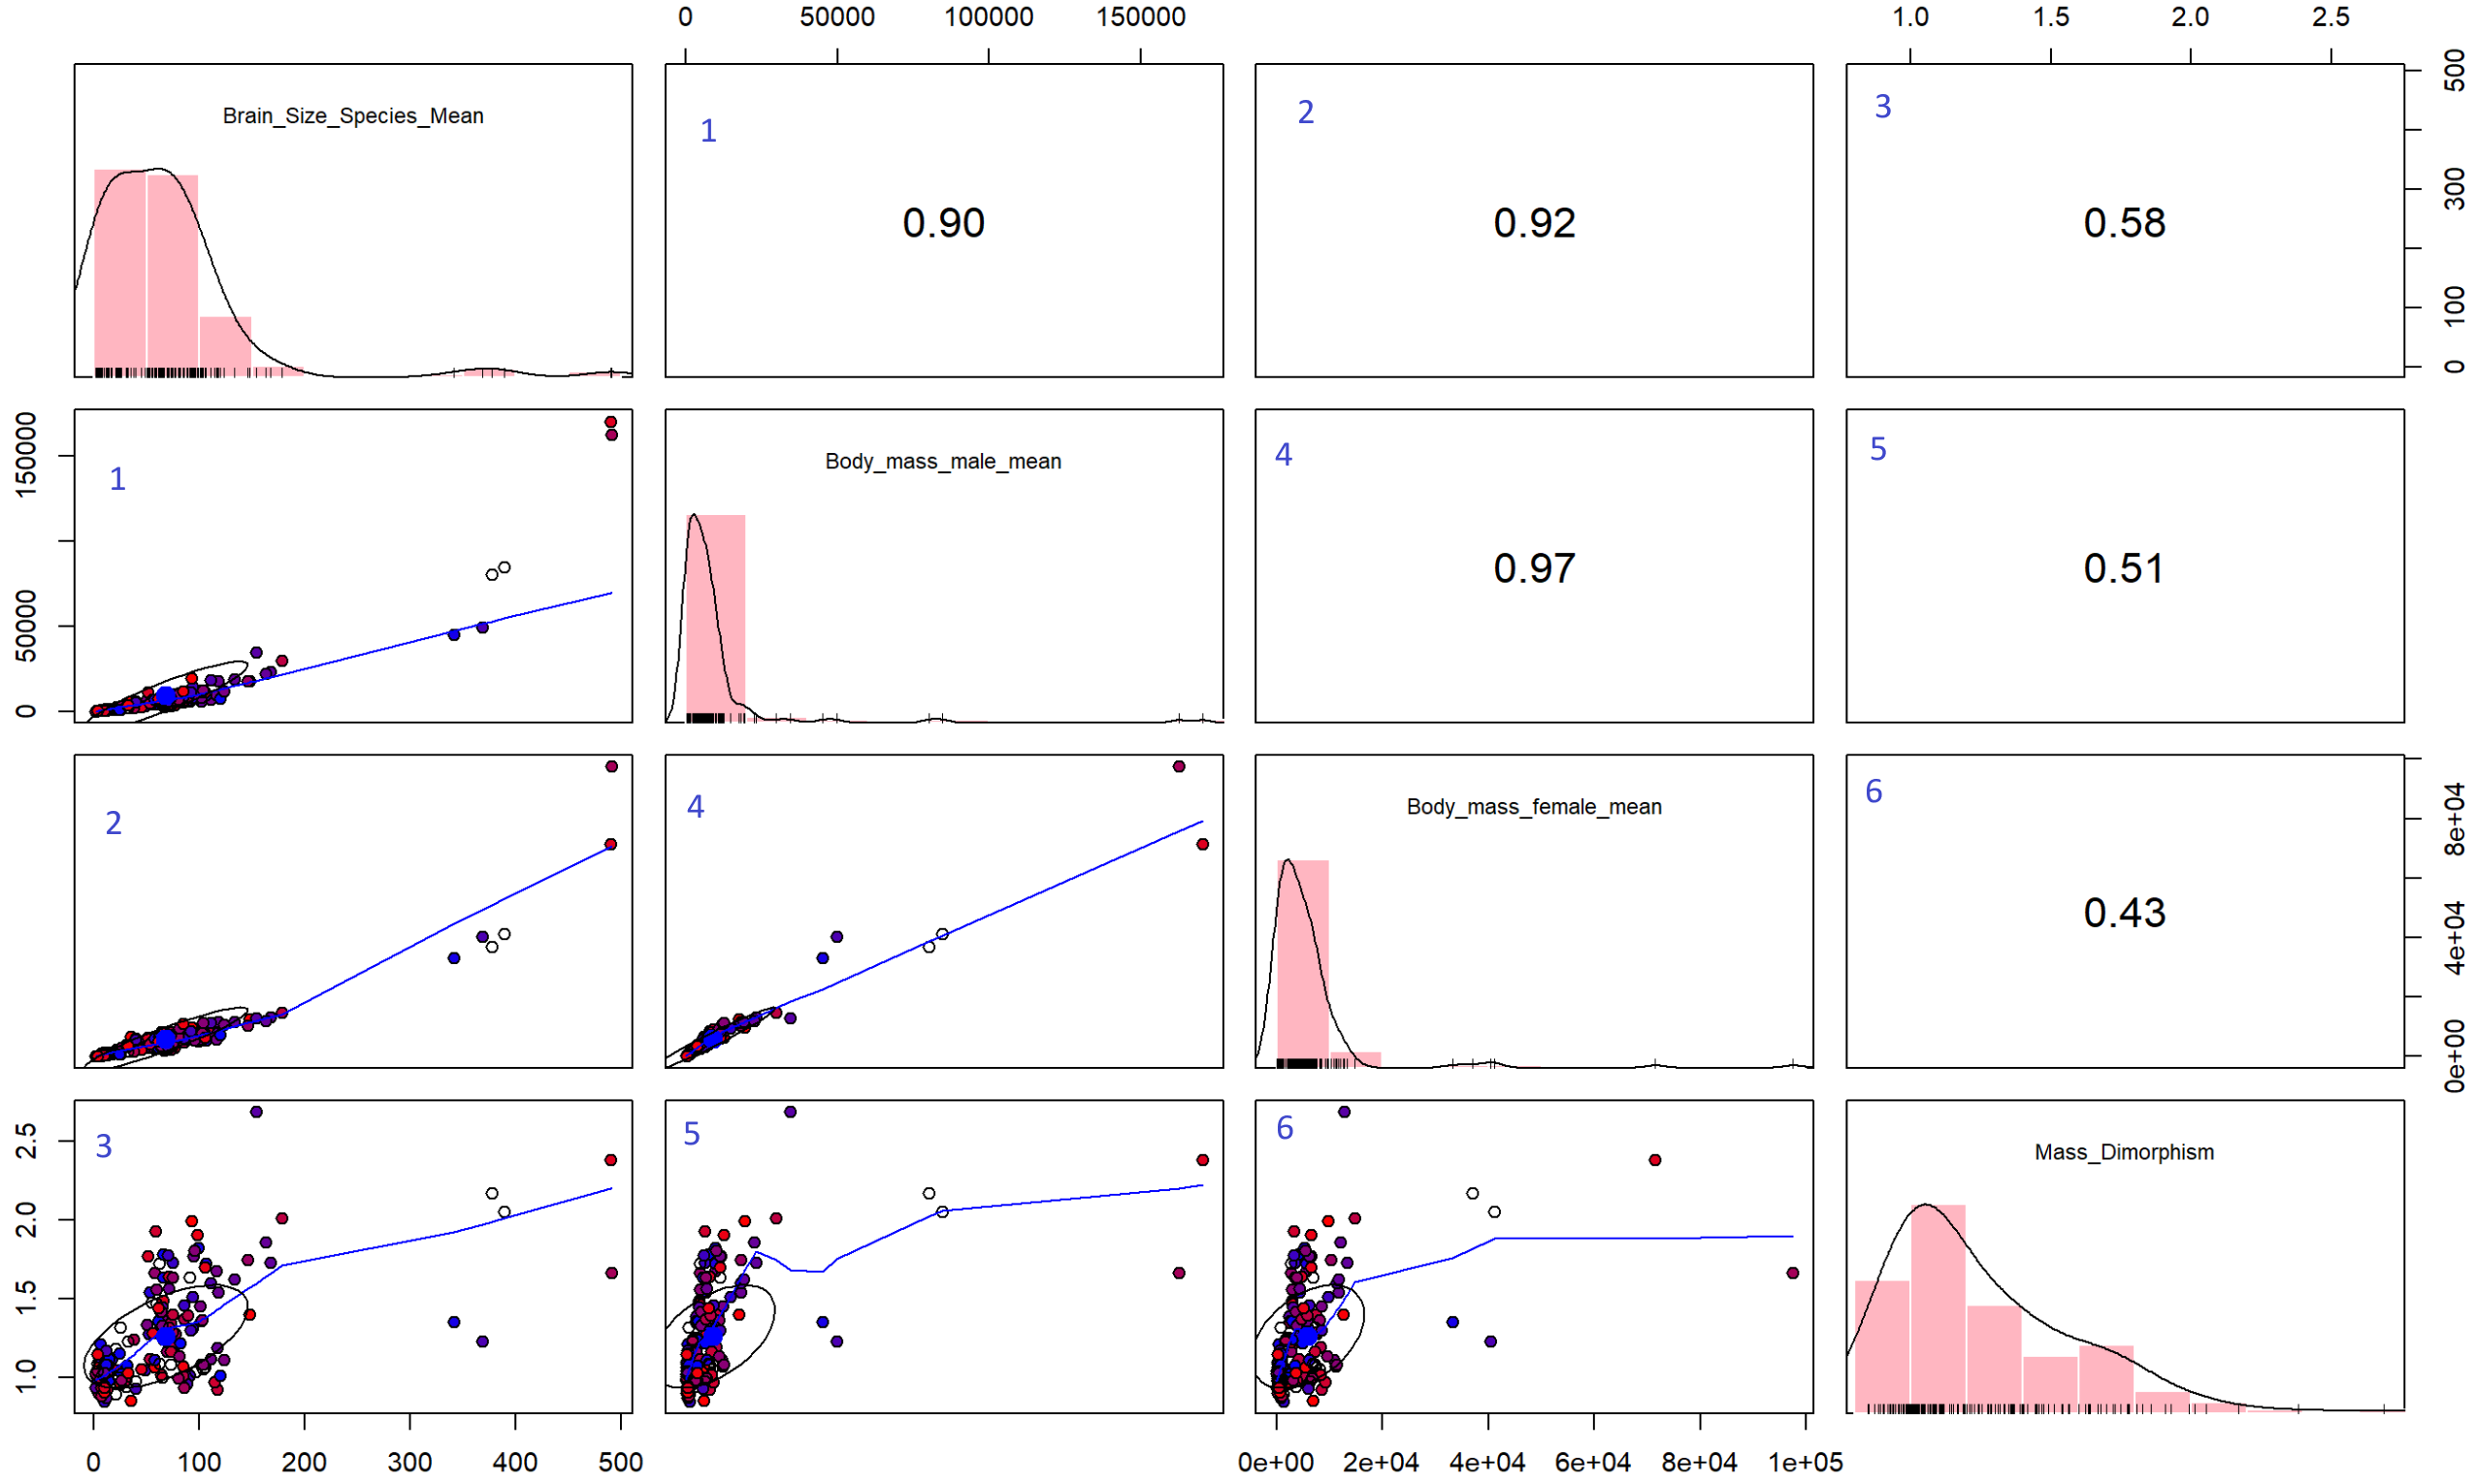 0 50000 100000 150000 1.0 1.5 2.0 2.5
Brain_Size_Species_Mean
1
0.90
2
0.92
3
0.58
0 100 300 500
0 50000 150000
1
Body_mass_male_mean
4
0.97
5
0.51
2
4
Body_mass_female_mean
6
0.43
0e+00 4e+04 8e+04
1.0 1.5 2.0 2.5
3
5
6
Mass_Dimorphism
0 100 200 300 400 500 0e+00 2e+04 4e+04 6e+04 8e+04 1e+05